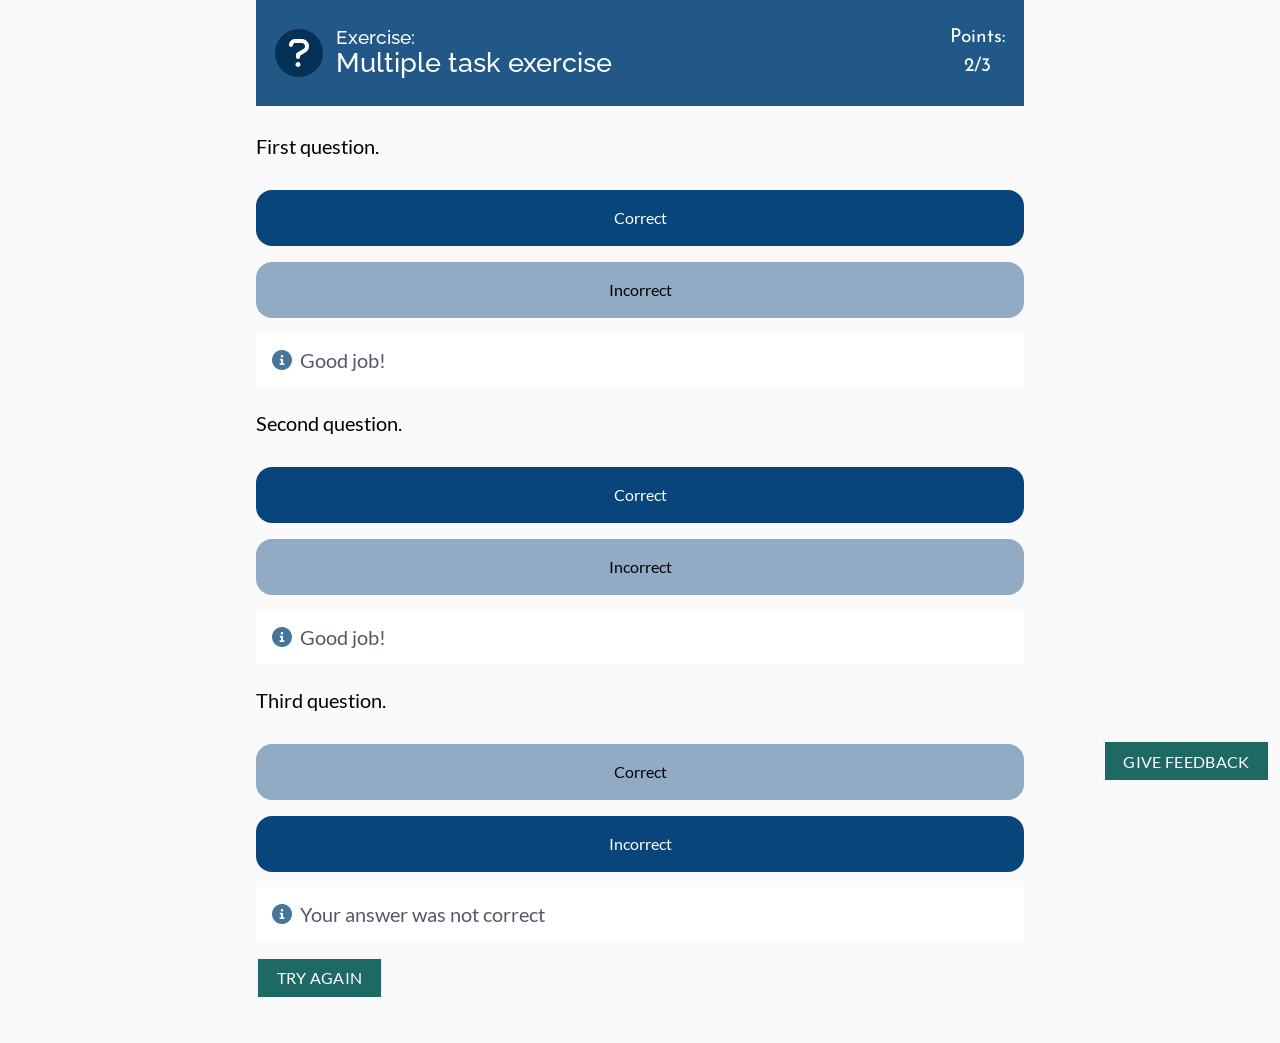 Exercise:
Multiple task exercise
Points:
2/3
First question.
Correct
Incorrect
Good job!
Second question.
Correct
Incorrect
Good job!
Third question.
Correct
Incorrect
Your answer was not correct
TRY AGAIN
GIVE FEEDBACK